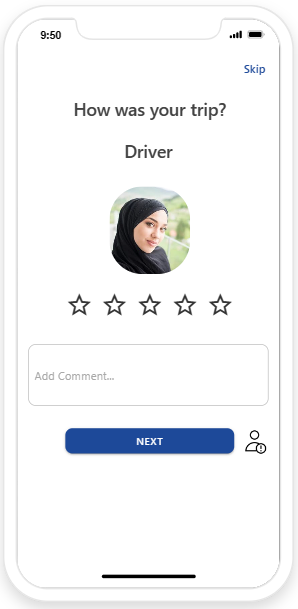 9:50
Skip
How was your trip?
Driver
Add Comment...
NEXT